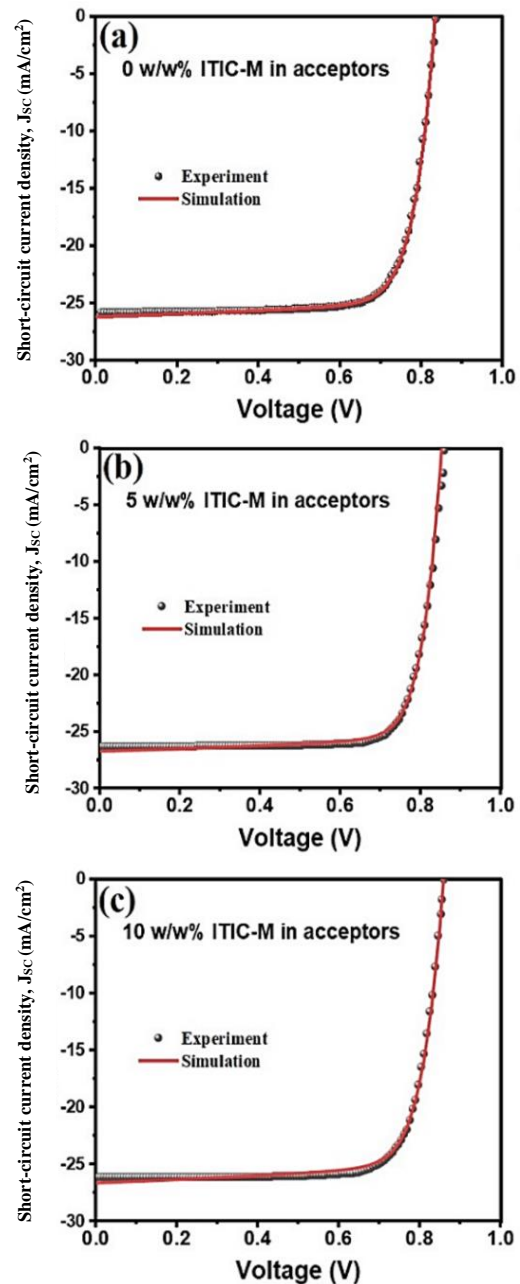 (a)
0 w/w% ITIC-M in acceptors
Experiment
Simulation
Short-circuit current density, JSC (mA/cm²)
0
-5
-10
-15
-20
-25
-30
0.0 0.2 0.4 0.6 0.8 1.0
Voltage (V)
(b)
5 w/w% ITIC-M in acceptors
Experiment
Simulation
Short-circuit current density, JSC (mA/cm²)
0
-5
-10
-15
-20
-25
-30
0.0 0.2 0.4 0.6 0.8 1.0
Voltage (V)
(c)
10 w/w% ITIC-M in acceptors
Experiment
Simulation
Short-circuit current density, JSC (mA/cm²)
0
-5
-10
-15
-20
-25
-30
0.0 0.2 0.4 0.6 0.8 1.0
Voltage (V)